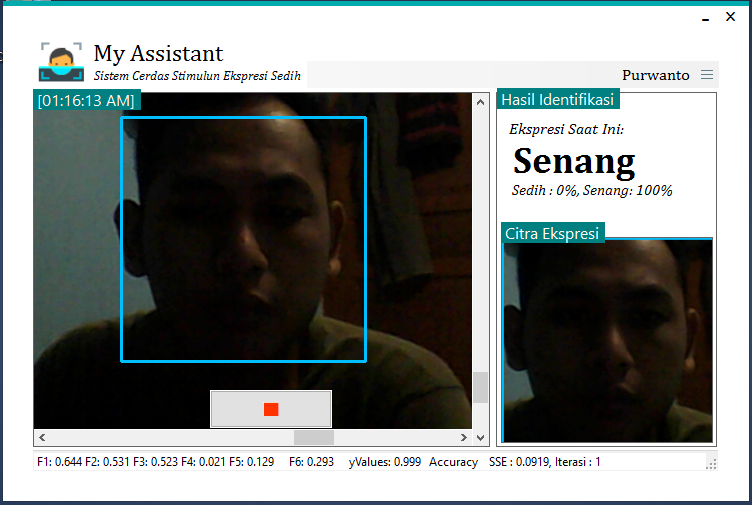 My Assistant
Sistem Cerdas Stimulun Ekspresi Sedih
Purwanto
[01:16:13 AM]
Hasil Identifikasi
Ekspresi Saat Ini:
Senang
Sedih : 0%, Senang: 100%
Citra Ekspresi
F1: 0.644 F2: 0.531 F3: 0.523 F4: 0.021 F5: 0.129 F6: 0.293 yValues: 0.999 Accuracy SSE : 0.0919, Iterasi : 1